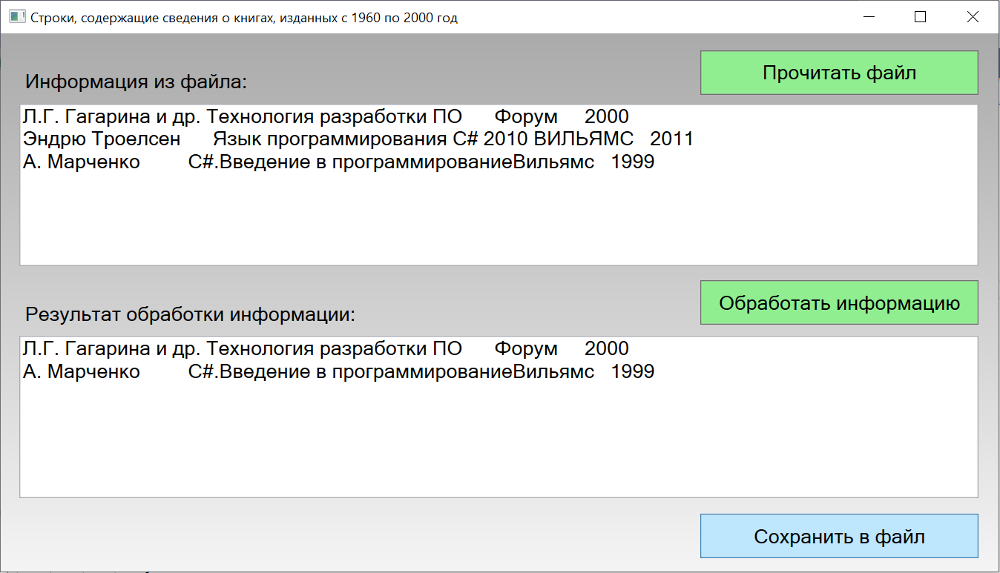 Строки, содержащие сведения о книгах, изданных с 1960 по 2000 год
Прочитать файл
Информация из файла:
Л.Г. Гагарина и др. Технология разработки ПО Форум 2000
Эндрю Троелсен Язык программирования C# 2010 ВИЛЬЯМС 2011
А. Марченко C#.Введение в программированиеВильямс 1999
Обработать информацию
Результат обработки информации:
Л.Г. Гагарина и др. Технология разработки ПО Форум 2000
А. Марченко C#.Введение в программированиеВильямс 1999
Сохранить в файл